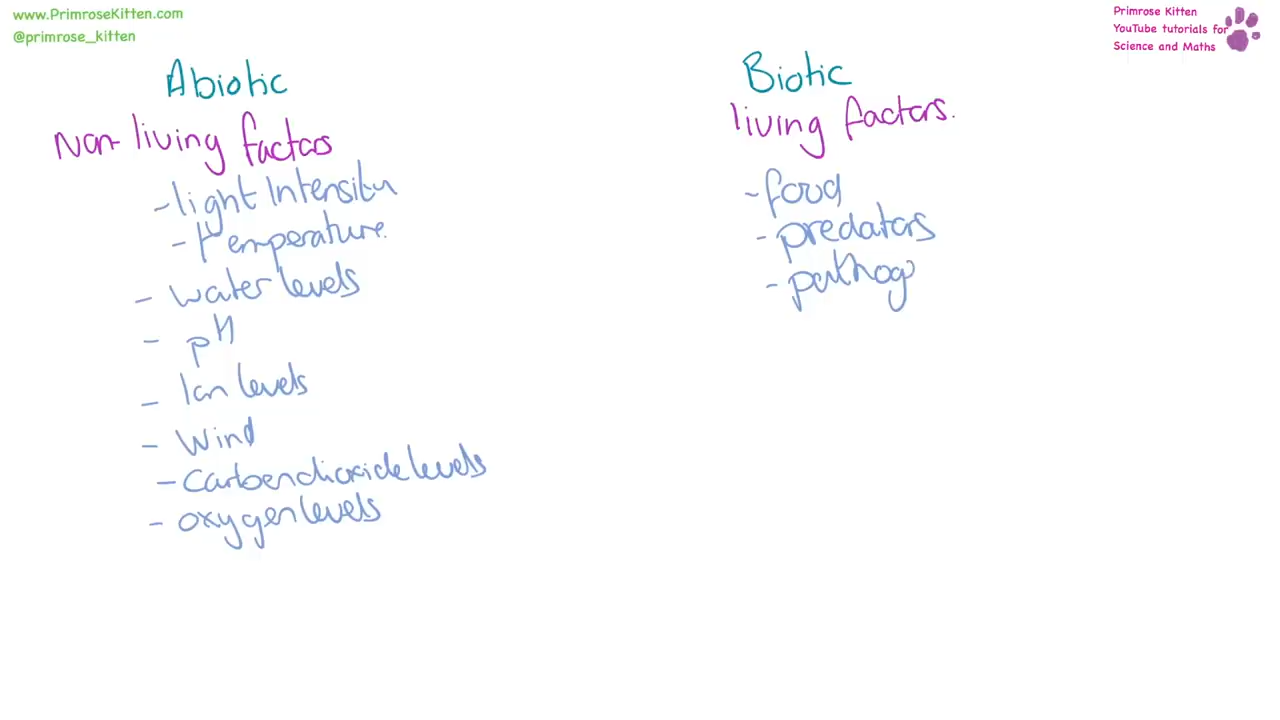 www.PrimroseKitten.com
@primrose_kitten
Primrose Kitten
YouTube tutorials for
Science and Maths
Abiotic
Non-living factors
- light Intensity
- temperature.
- water levels
- pH
- Ion levels
- Wind
- Carbondioxide levels
- oxygen levels
Biotic
living factors.
- food
- predators
- pathog